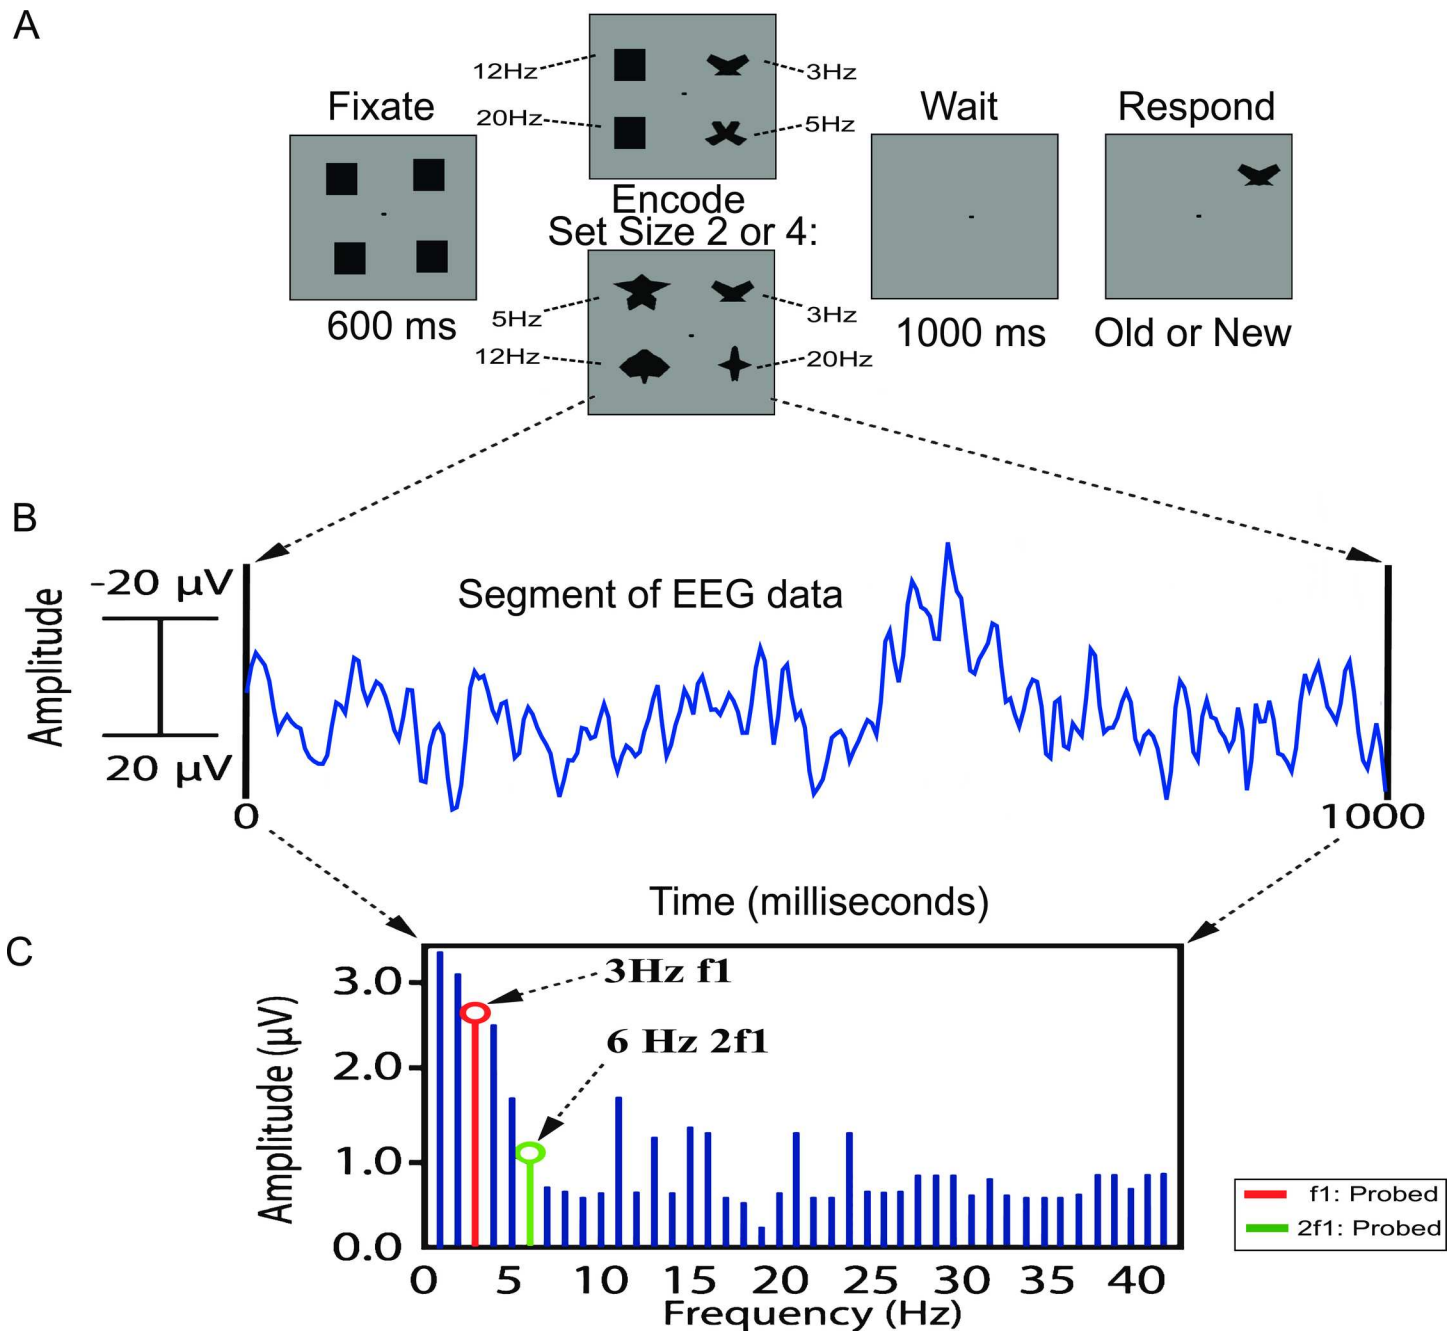 A
12Hz
3Hz
20Hz
5Hz
Fixate
Encode
Set Size 2 or 4:
Wait
Respond
5Hz
3Hz
12Hz
20Hz
600 ms
1000 ms
Old or New
B
Amplitude
-20 µV
20 µV
Segment of EEG data
0
1000
Time (milliseconds)
C
Amplitude (µV)
3.0
2.0
1.0
0.0
3Hz f1
6 Hz 2f1
0 5 10 15 20 25 30 35 40
Frequency (Hz)
f1: Probed
2f1: Probed